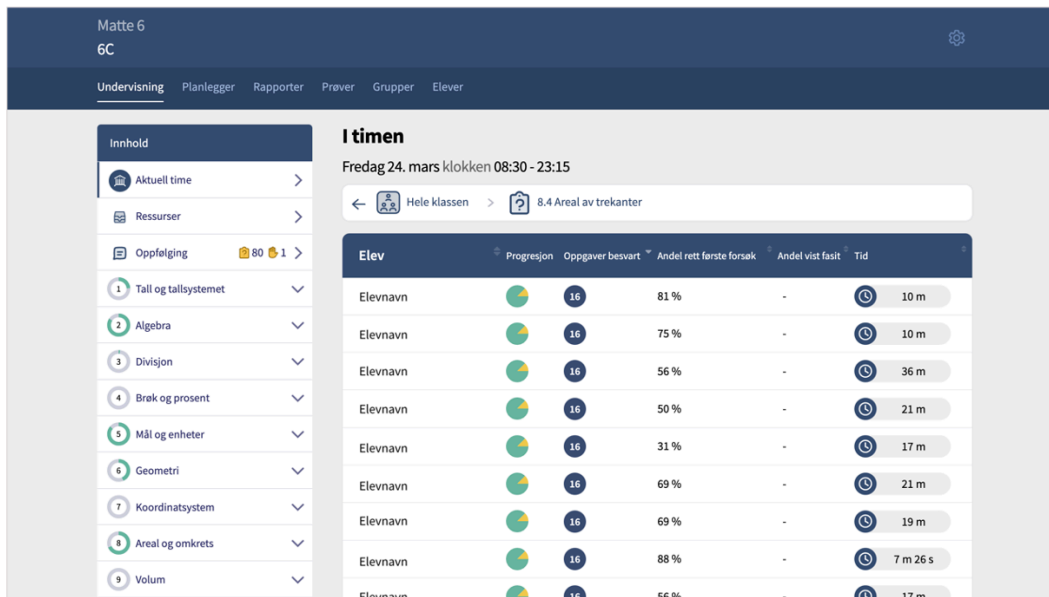 Matte 6
6C
Undervisning Planlegger Rapporter Prøver Grupper Elever
Innhold
Aktuell time
Ressurser
Oppfølging 80 1
1 Tall og tallsystemet
2 Algebra
3 Divisjon
4 Brøk og prosent
5 Mål og enheter
6 Geometri
7 Koordinatsystem
8 Areal og omkrets
9 Volum
I timen
Fredag 24. mars klokken 08:30 - 23:15
Hele klassen > 8.4 Areal av trekanter
Elev Progresjon Oppgaver besvart Andel rett første forsøk Andel vist fasit Tid
Elevnavn 16 81 % - 10 m
Elevnavn 16 75 % - 10 m
Elevnavn 16 56 % - 36 m
Elevnavn 16 50 % - 21 m
Elevnavn 16 31 % - 17 m
Elevnavn 16 69 % - 21 m
Elevnavn 16 69 % - 19 m
Elevnavn 16 88 % - 7 m 26 s
Elevnavn 16 56 % - 17 m